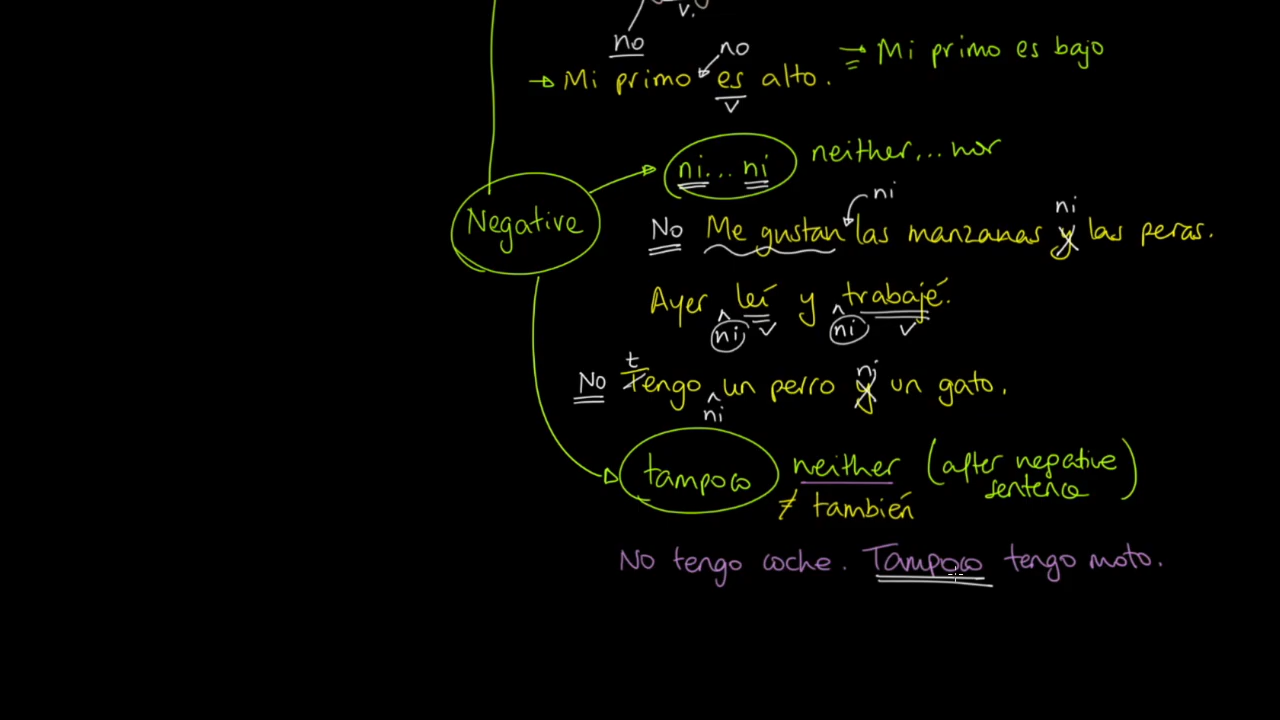 v.
no
no
→ Mi primo es alto. → Mi primo es bajo
v
ni... ni neither... nor
ni
ni
Negative
No Me gustan las manzanas y las peras.
Ayer leí y trabajé.
ni v ni v
t
ni
No Tengo un perro y un gato.
ni
tampoco neither (after negative sentence)
≠ también
No tengo coche. Tampoco tengo moto.